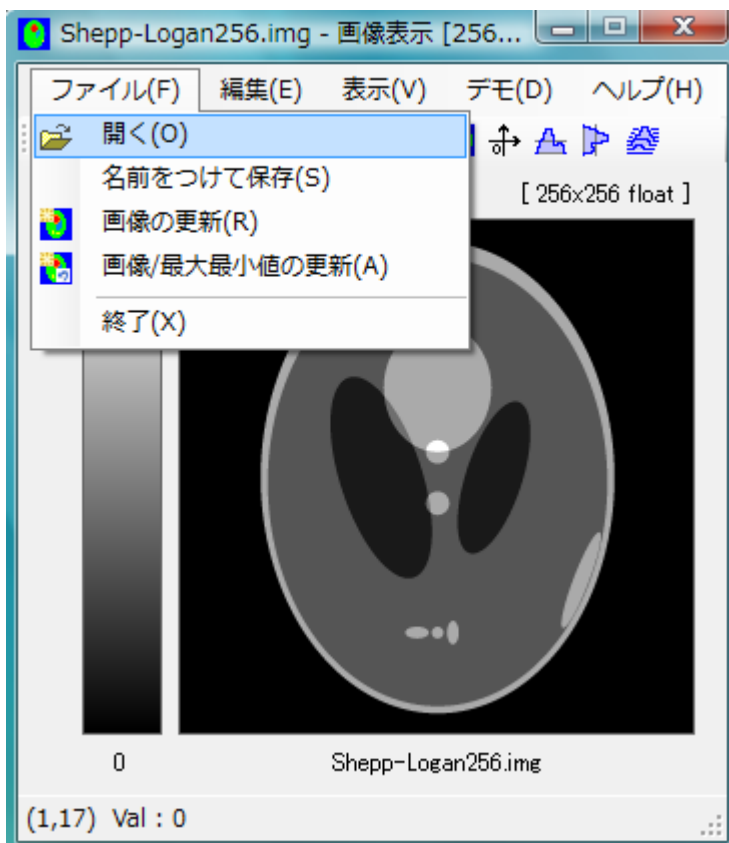 Shepp-Logan256.img - 画像表示 [256...
ファイル(F) 編集(E) 表示(V) デモ(D) ヘルプ(H)
開く(O)
名前をつけて保存(S)
画像の更新(R)
画像/最大最小値の更新(A)
終了(X)
[ 256x256 float ]
0
Shepp-Logan256.img
(1,17) Val : 0